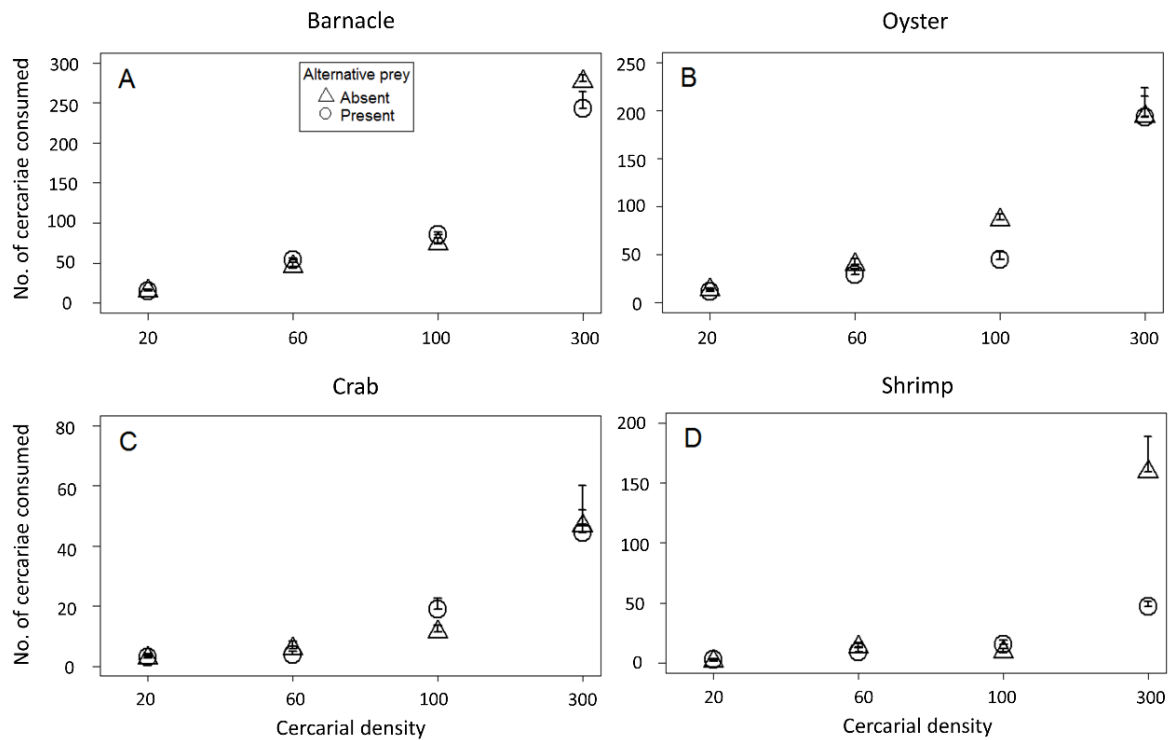 Barnacle
No. of cercariae consumed
A
300
250
200
150
100
50
0
Alternative prey
Absent
Present
20
60
100
300
Oyster
B
250
200
150
100
50
0
20
60
100
300
Crab
No. of cercariae consumed
C
80
60
40
20
0
20
60
100
300
Cercarial density
Shrimp
D
200
150
100
50
0
20
60
100
300
Cercarial density